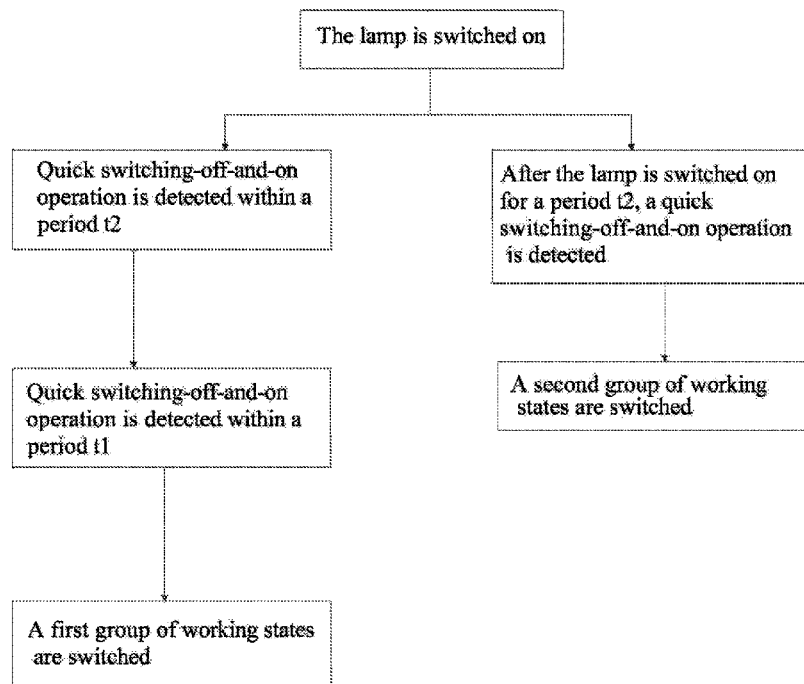 The lamp is switched on
Quick switching-off-and-on
operation is detected within a
period t2
After the lamp is switched on
for a period t2, a quick
switching-off-and-on operation
is detected
Quick switching-off-and-on
operation is detected within a
period t1
A second group of working
states are switched
A first group of working states
are switched